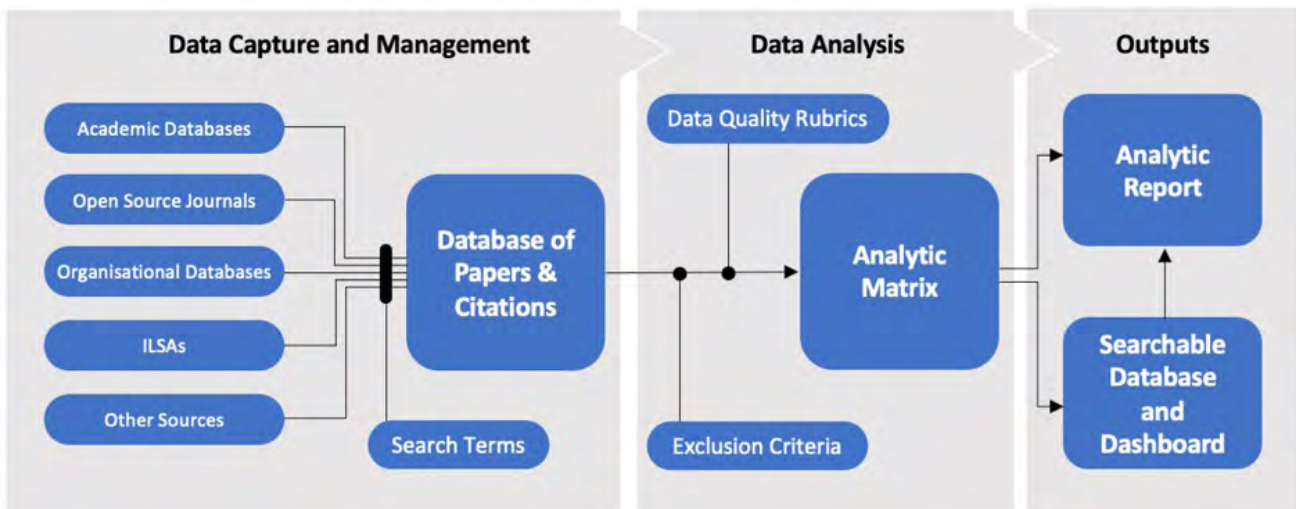 Data Capture and Management
Academic Databases
Open Source Journals
Organisational Databases
ILSAs
Other Sources
Database of
Papers &
Citations
Search Terms
Data Analysis
Data Quality Rubrics
Analytic
Matrix
Exclusion Criteria
Outputs
Analytic
Report
Searchable
Database
and
Dashboard